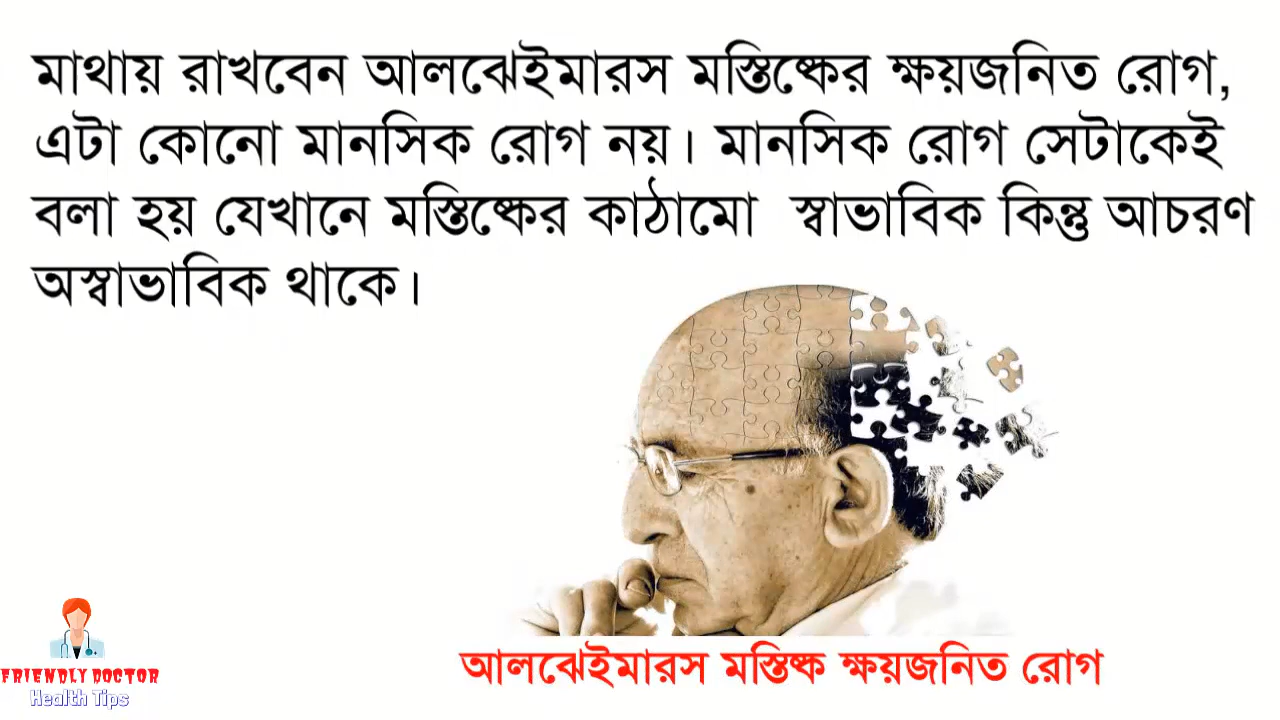 মাথায় রাখবেন আলঝেইমারস মস্তিষ্কের ক্ষয়জনিত রোগ,
এটা কোনো মানসিক রোগ নয়। মানসিক রোগ সেটাকেই
বলা হয় যেখানে মস্তিষ্কের কাঠামো স্বাভাবিক কিন্তু আচরণ
অস্বাভাবিক থাকে।
আলঝেইমারস মস্তিষ্ক ক্ষয়জনিত রোগ
FRIENDLY DOCTOR
Health Tips